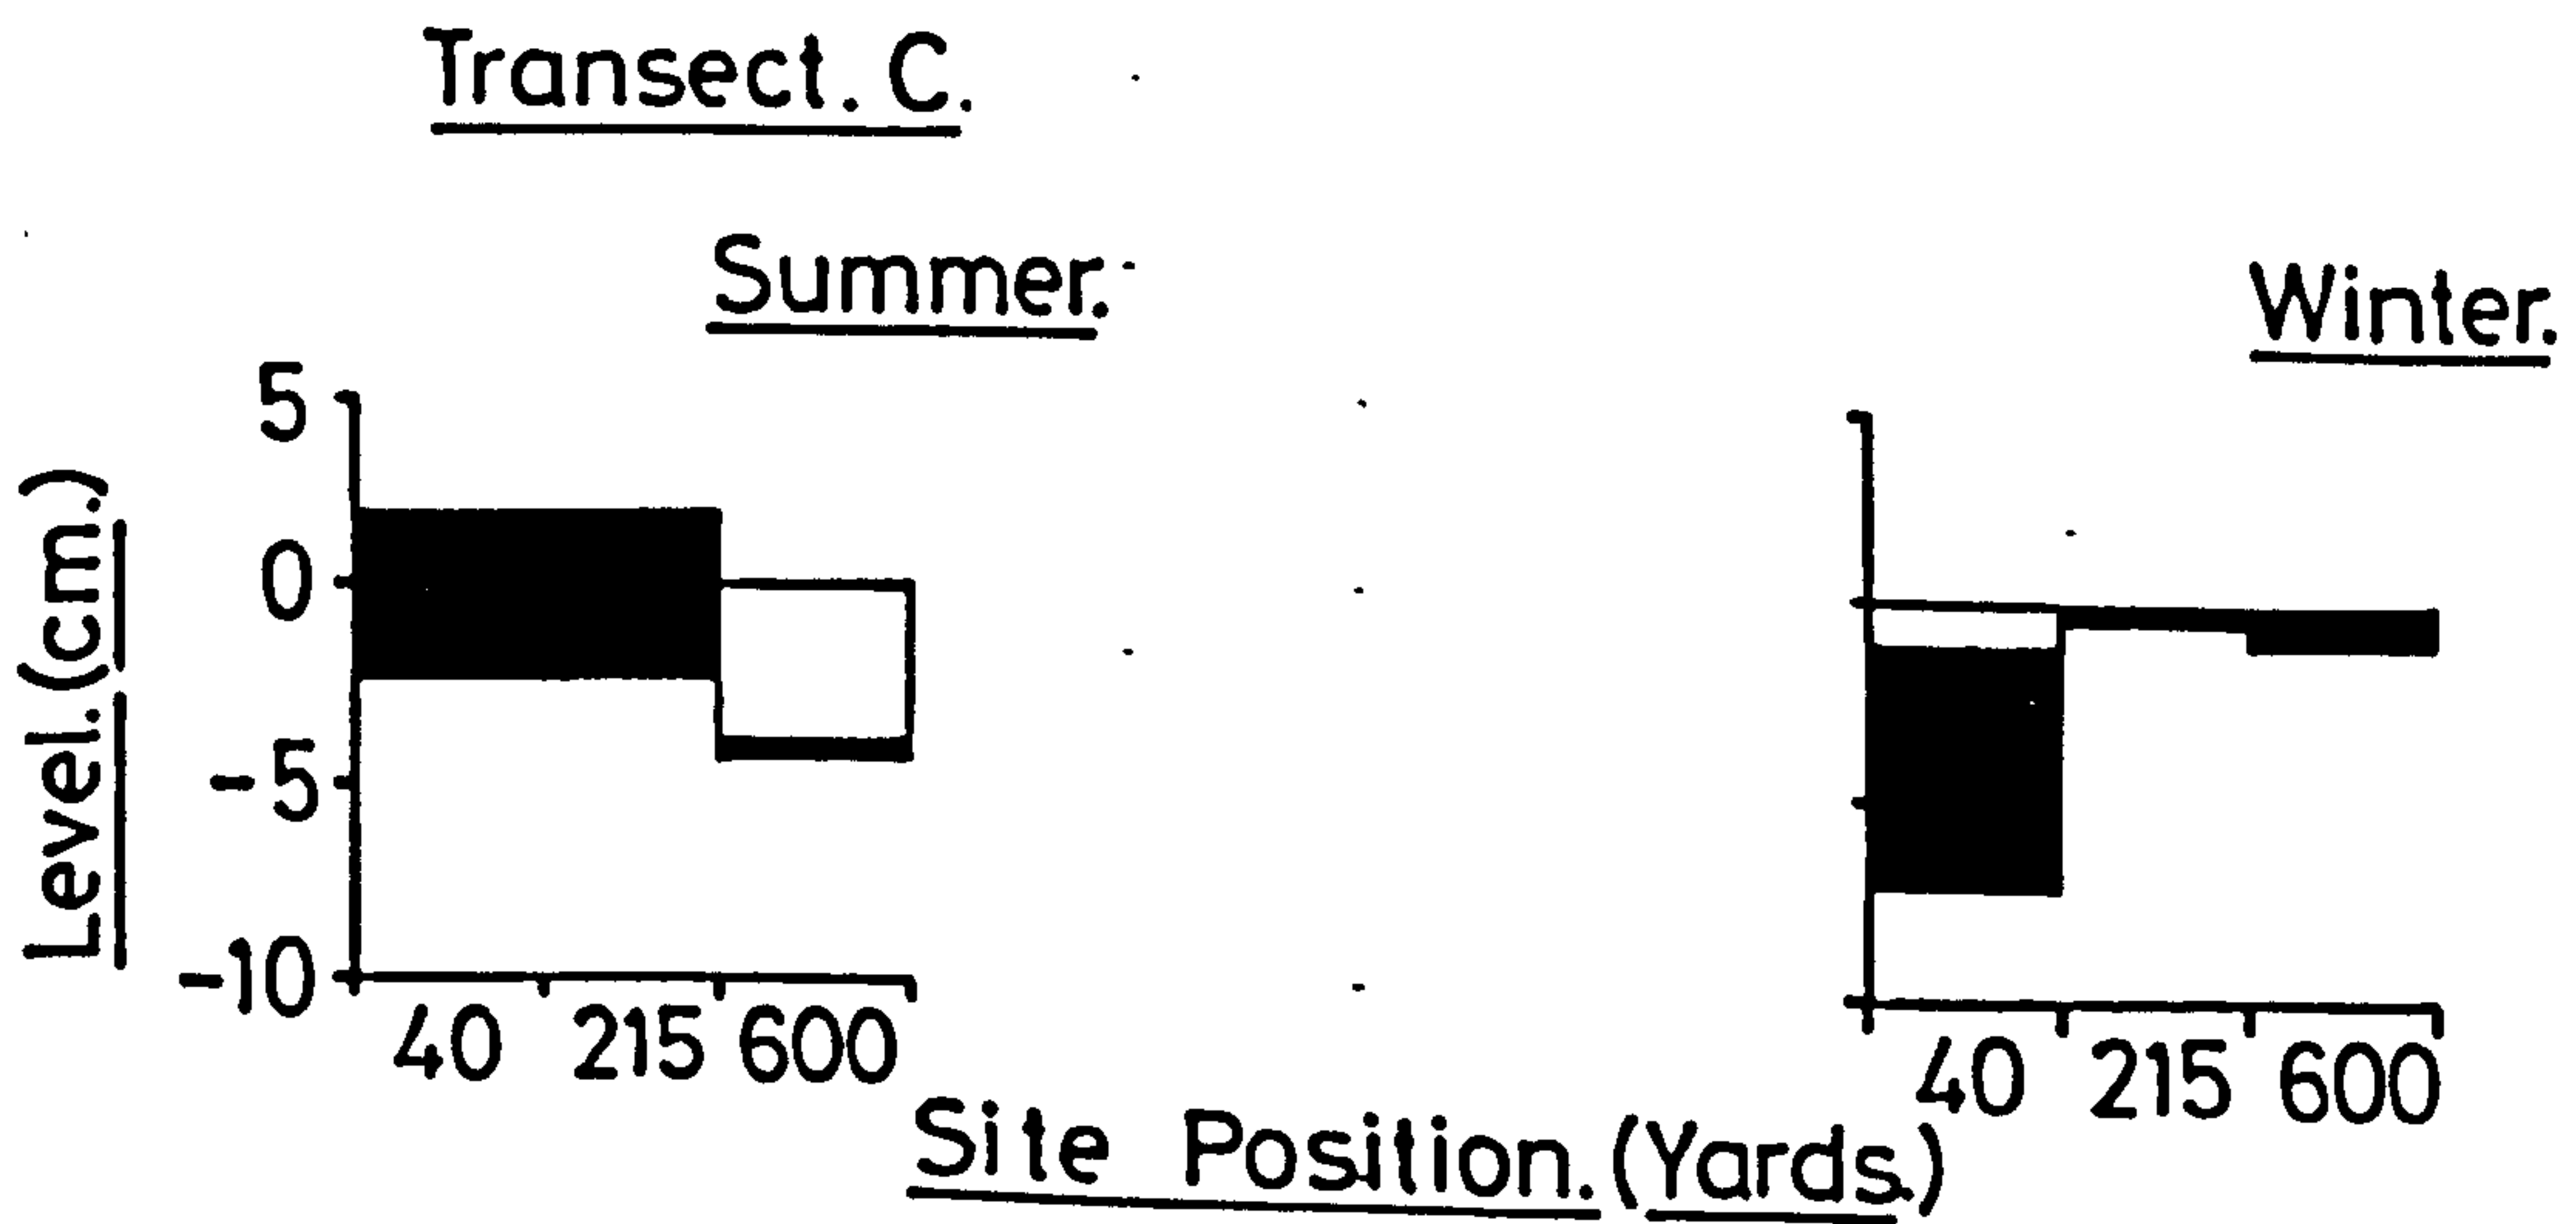 Transect. C.
Summer.
Winter.
Level. (cm.)
5
0
-5
-10
40 215 600
40 215 600
Site Position. (Yards.)